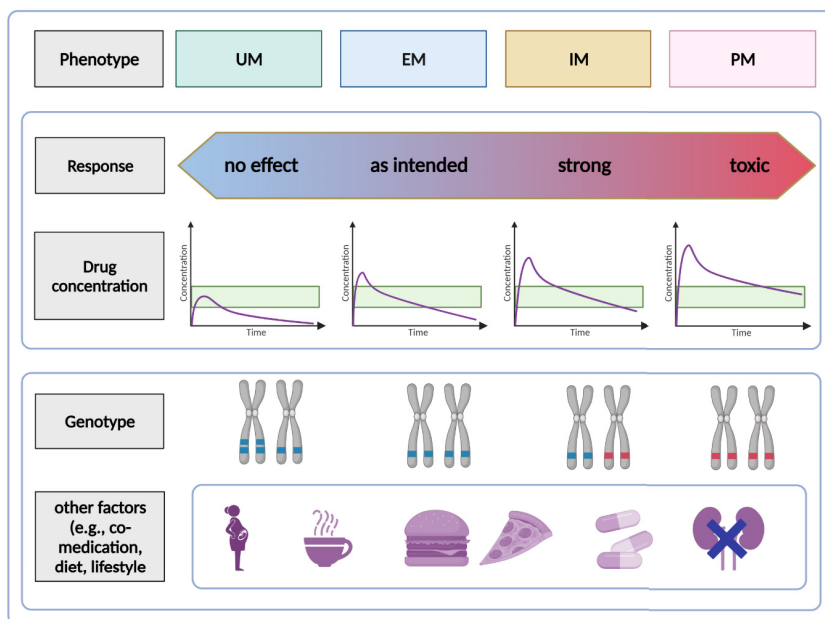 Phenotype
UM
EM
IM
PM
Response
no effect
as intended
strong
toxic
Drug
concentration
Concentration
Time
Concentration
Time
Concentration
Time
Concentration
Time
Genotype
other factors
(e.g., co-
medication,
diet, lifestyle